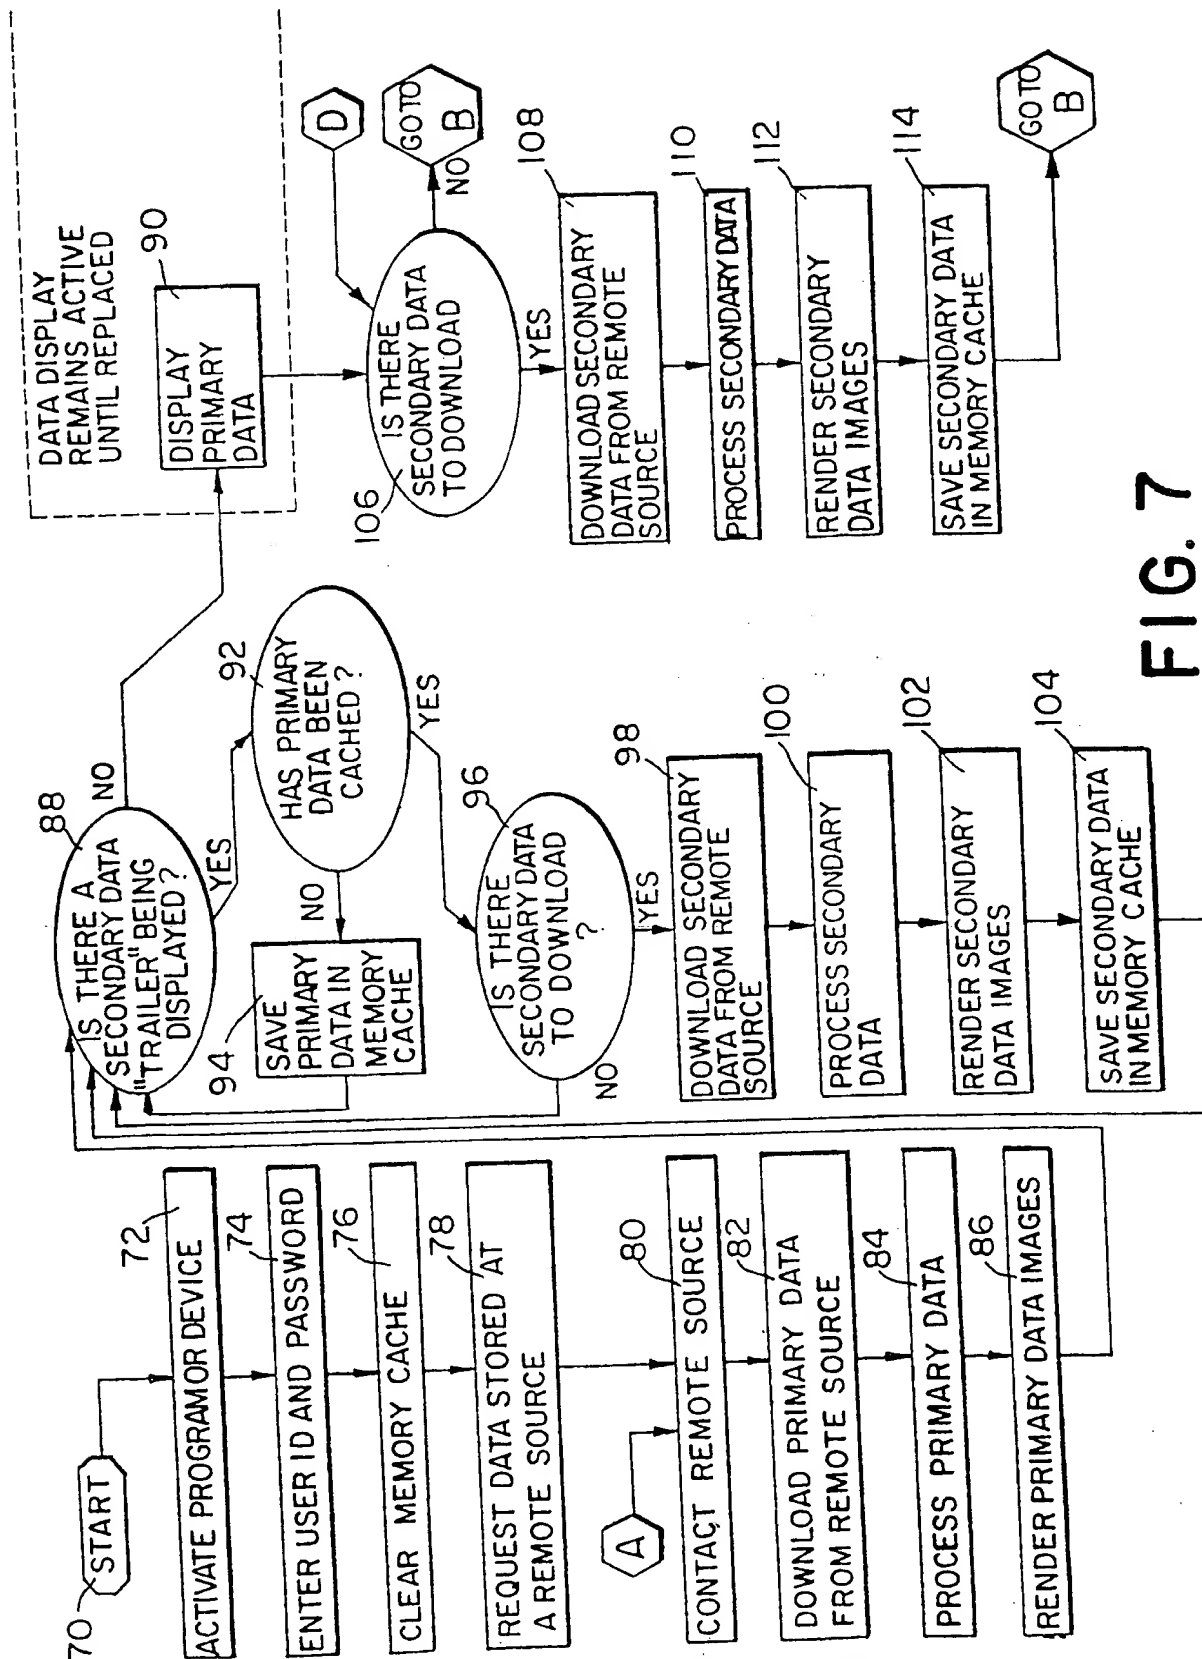 70
START
72
ACTIVATE PROGRAM OR DEVICE
74
ENTER USER ID AND PASSWORD
76
CLEAR MEMORY CACHE
78
REQUEST DATA STORED AT
A REMOTE SOURCE
A
80
CONTACT REMOTE SOURCE
82
DOWNLOAD PRIMARY DATA
FROM REMOTE SOURCE
84
PROCESS PRIMARY DATA
86
RENDER PRIMARY DATA IMAGES
88
IS THERE A
SECONDARY DATA
"TRAILER" BEING
DISPLAYED?
NO
YES
92
HAS PRIMARY
DATA BEEN
CACHED?
NO
YES
94
SAVE
PRIMARY
DATA IN
MEMORY
CACHE
96
IS THERE
SECONDARY DATA
TO DOWNLOAD
?
NO
YES
98
DOWNLOAD SECONDARY
DATA FROM REMOTE
SOURCE
100
PROCESS SECONDARY
DATA
102
RENDER SECONDARY
DATA IMAGES
104
SAVE SECONDARY DATA
IN MEMORY CACHE
DATA DISPLAY
REMAINS ACTIVE
UNTIL REPLACED
90
DISPLAY
PRIMARY
DATA
D
106
IS THERE
SECONDARY DATA
TO DOWNLOAD
NO
GO TO
B
YES
108
DOWNLOAD SECONDARY
DATA FROM REMOTE
SOURCE
110
PROCESS SECONDARY DATA
112
RENDER SECONDARY
DATA IMAGES
114
SAVE SECONDARY DATA
IN MEMORY CACHE
GO TO
B
FIG. 7